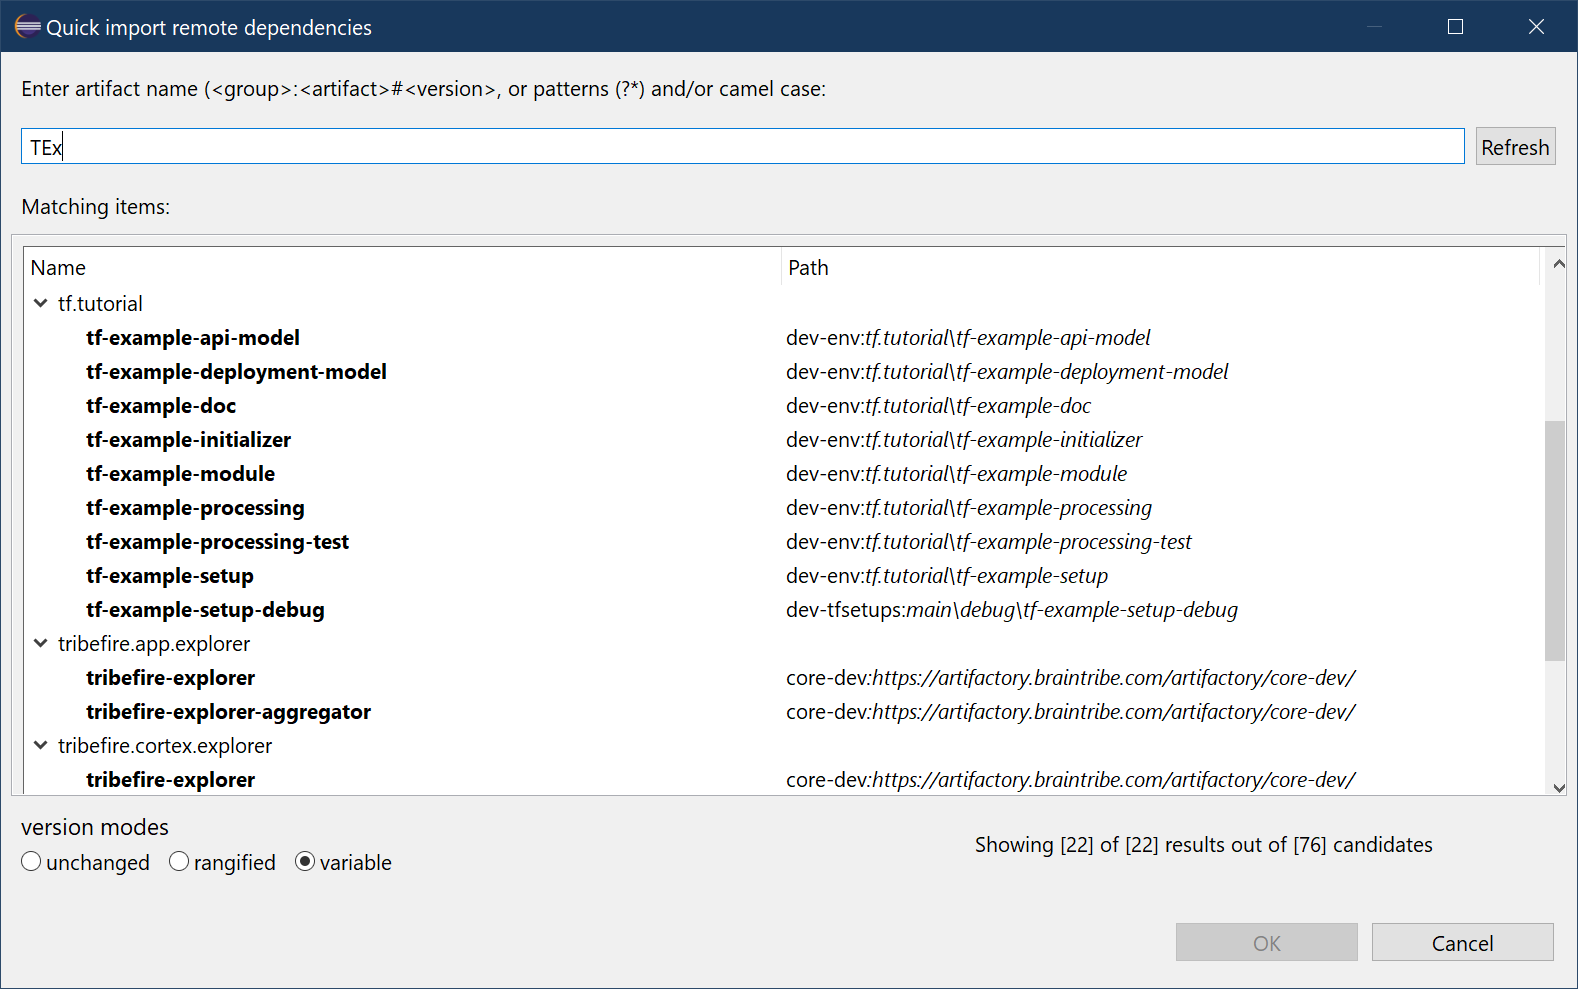 Quick import remote dependencies
Enter artifact name (<group>:<artifact>#<version>, or patterns (?*) and/or camel case:
TEx
Refresh
Matching items:
Name Path
tf.tutorial
tf-example-api-model dev-env:tf.tutorial\tf-example-api-model
tf-example-deployment-model dev-env:tf.tutorial\tf-example-deployment-model
tf-example-doc dev-env:tf.tutorial\tf-example-doc
tf-example-initializer dev-env:tf.tutorial\tf-example-initializer
tf-example-module dev-env:tf.tutorial\tf-example-module
tf-example-processing dev-env:tf.tutorial\tf-example-processing
tf-example-processing-test dev-env:tf.tutorial\tf-example-processing-test
tf-example-setup dev-env:tf.tutorial\tf-example-setup
tf-example-setup-debug dev-tfsetups:main\debug\tf-example-setup-debug
tribefire.app.explorer
tribefire-explorer core-dev:https://artifactory.braintribe.com/artifactory/core-dev/
tribefire-explorer-aggregator core-dev:https://artifactory.braintribe.com/artifactory/core-dev/
tribefire.cortex.explorer
tribefire-explorer core-dev:https://artifactory.braintribe.com/artifactory/core-dev/
version modes
unchanged rangified variable
Showing [22] of [22] results out of [76] candidates
OK Cancel